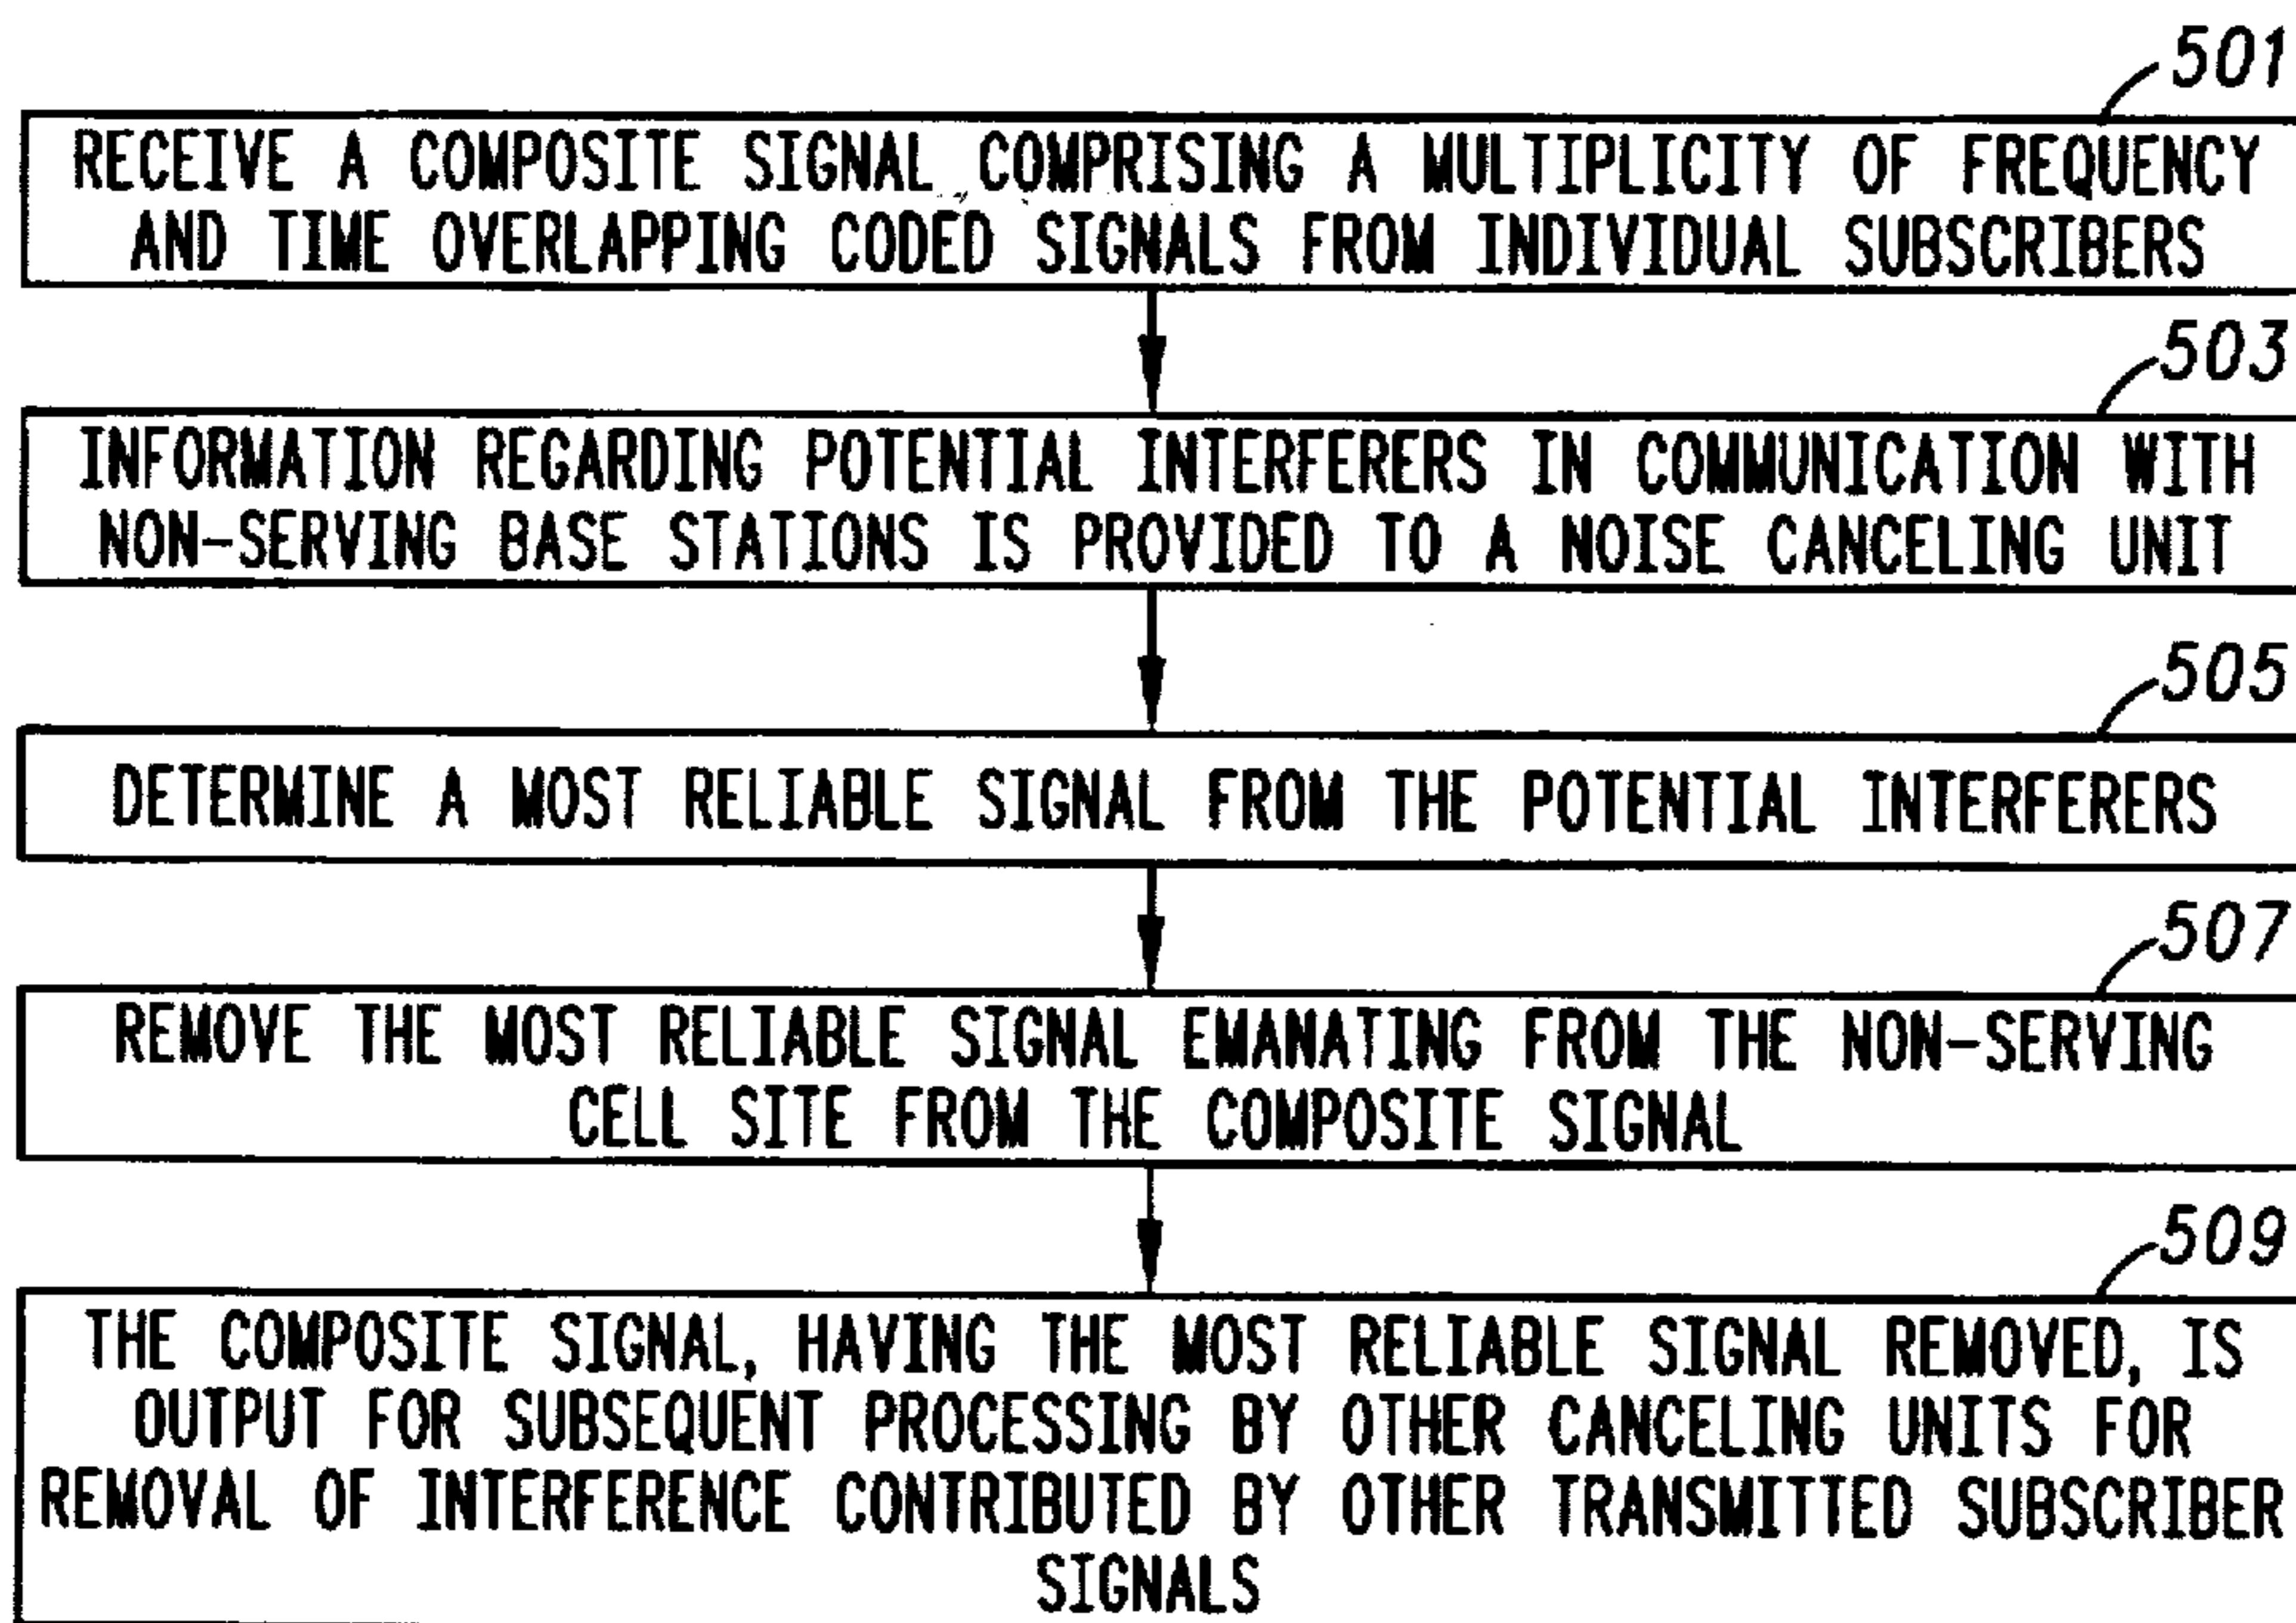 501
RECEIVE A COMPOSITE SIGNAL COMPRISING A MULTIPLICITY OF FREQUENCY
AND TIME OVERLAPPING CODED SIGNALS FROM INDIVIDUAL SUBSCRIBERS
503
INFORMATION REGARDING POTENTIAL INTERFERERS IN COMMUNICATION WITH
NON-SERVING BASE STATIONS IS PROVIDED TO A NOISE CANCELING UNIT
505
DETERMINE A MOST RELIABLE SIGNAL FROM THE POTENTIAL INTERFERERS
507
REMOVE THE MOST RELIABLE SIGNAL EMANATING FROM THE NON-SERVING
CELL SITE FROM THE COMPOSITE SIGNAL
509
THE COMPOSITE SIGNAL, HAVING THE MOST RELIABLE SIGNAL REMOVED, IS
OUTPUT FOR SUBSEQUENT PROCESSING BY OTHER CANCELING UNITS FOR
REMOVAL OF INTERFERENCE CONTRIBUTED BY OTHER TRANSMITTED SUBSCRIBER
SIGNALS